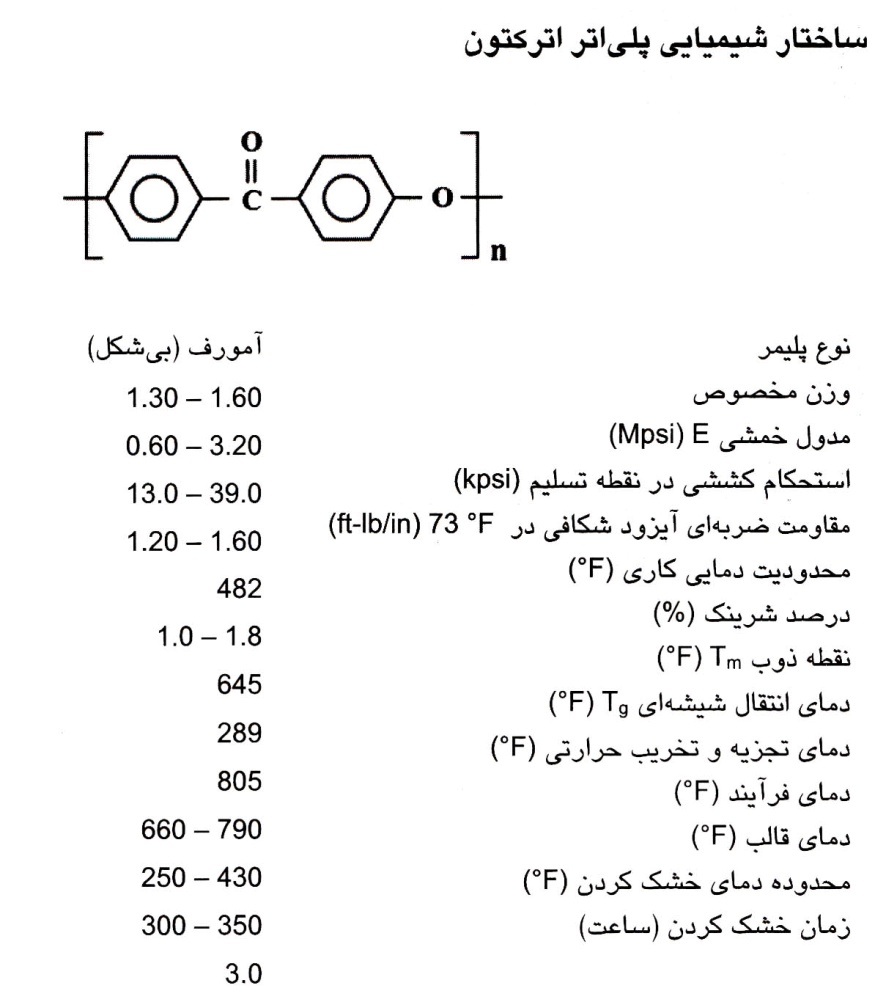 ساختار شیمیایی پلی‌اتر اترکتون
O
C
O
n
نوع پلیمر آمورف (بی‌شکل)
وزن مخصوص 1.30 – 1.60
مدول خمشی E (Mpsi) 0.60 – 3.20
استحکام کششی در نقطه تسلیم (kpsi) 13.0 – 39.0
مقاومت ضربه‌ای آیزود شکافی در 73 °F (ft-lb/in) 1.20 – 1.60
محدودیت دمایی کاری (°F) 482
درصد شرینک (%) 1.0 – 1.8
نقطه ذوب Tm (°F) 645
دمای انتقال شیشه‌ای Tg (°F) 289
دمای تجزیه و تخریب حرارتی (°F) 805
دمای فرآیند (°F) 660 – 790
دمای قالب (°F) 250 – 430
محدوده دمای خشک کردن (°F) 300 – 350
زمان خشک کردن (ساعت) 3.0